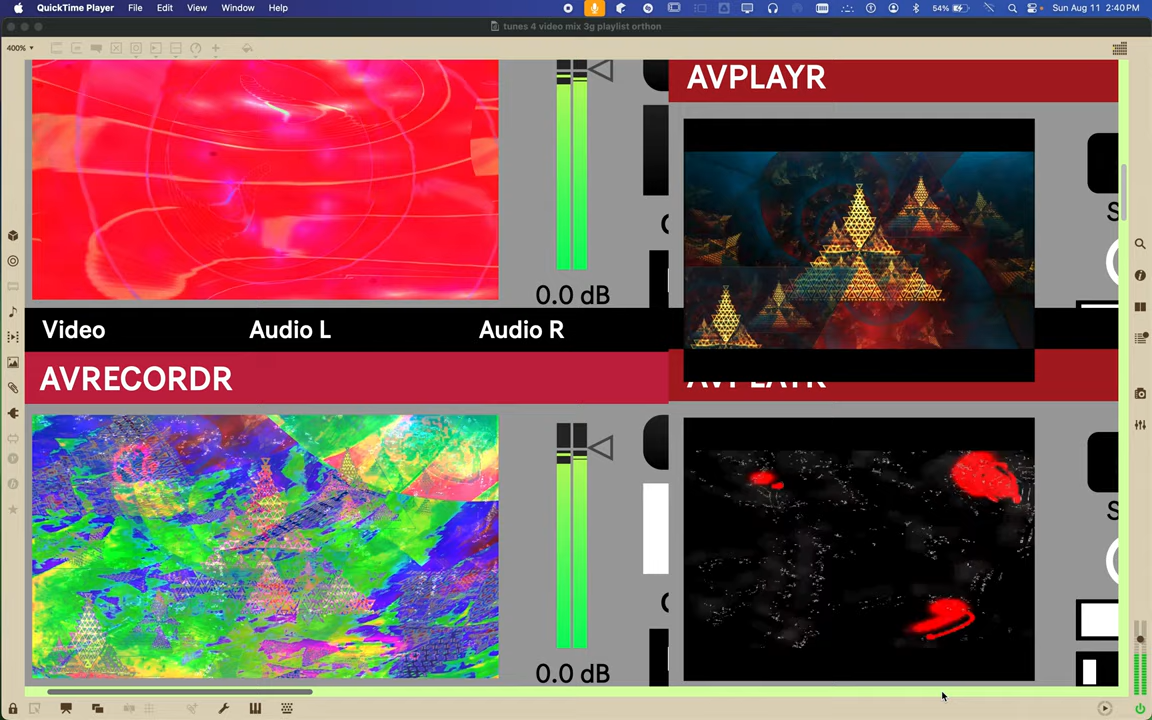 QuickTime Player File Edit View Window Help 54% Sun Aug 11 2:40 PM
tunes 4 video mix 3g playlist orthon
400%
AVPLAYR
0.0 dB
Video Audio L Audio R
AVRECORDR
AVPLAYR
0.0 dB